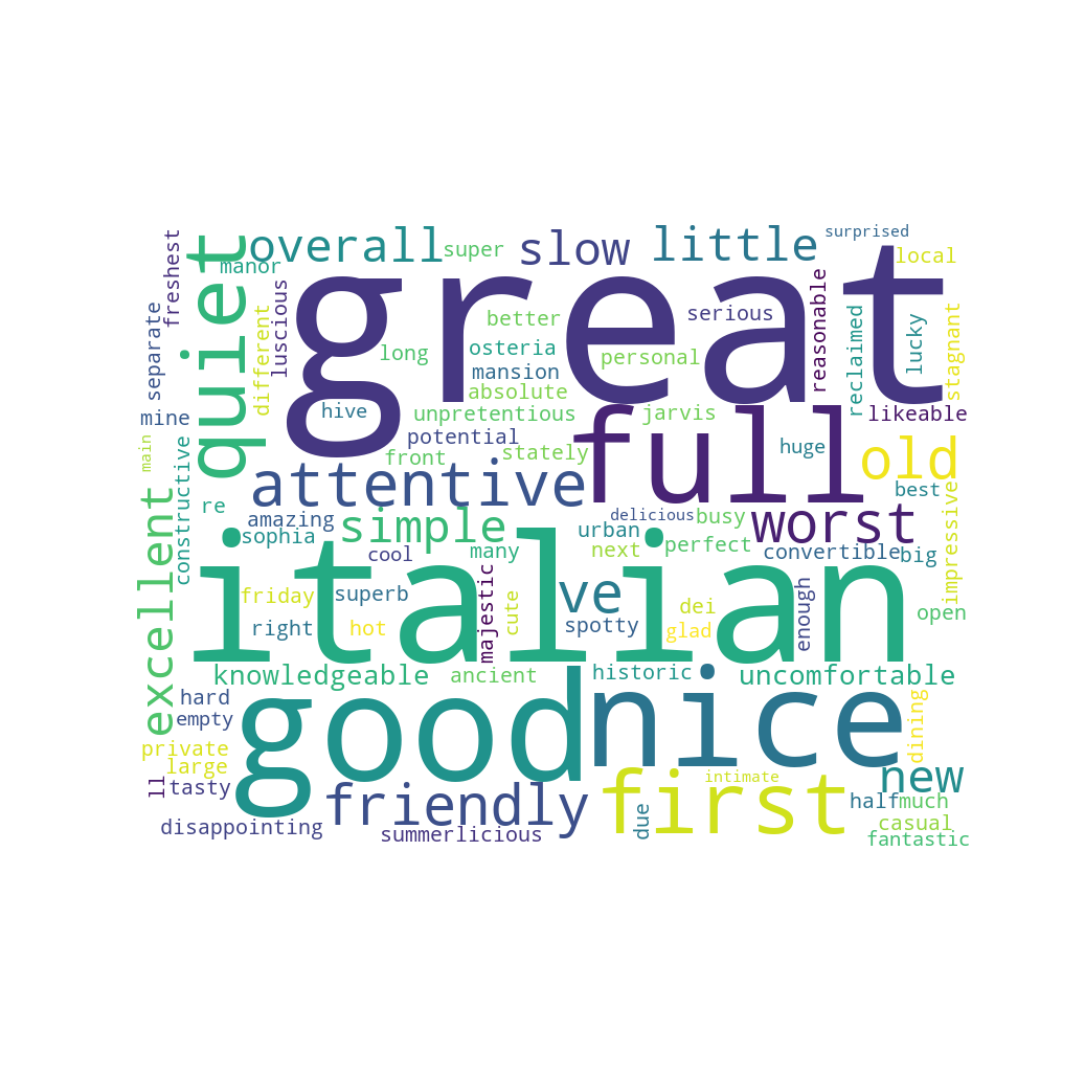 surprised
freshest
quiet
overall
super
slow
little
local
manor
great
separate
different
luscious
better
serious
reasonable
reclaimed
lucky
stagnant
long
osteria
personal
mansion
absolute
mine
hive
unpretentious
full
jarvis
likeable
main
constructive
potential
front
stately
huge
old
attentive
best
excellent
re
amazing
simple
delicious
busy
worst
impressive
sophia
cool
many
urban
next
perfect
convertible
big
italian
friday
superb
majestic
cute
ve
spotty
dei
glad
enough
open
right
hot
knowledgeable
ancient
historic
uncomfortable
hard
empty
good
nice
dining
private
large
ll
tasty
friendly
first
intimate
new
due
half
much
casual
disappointing
summerlicious
fantastic